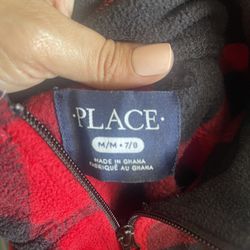 ·PLACE·
M/M • 7/8
MADE IN GHANA
FABRIQUÉ AU GHANA